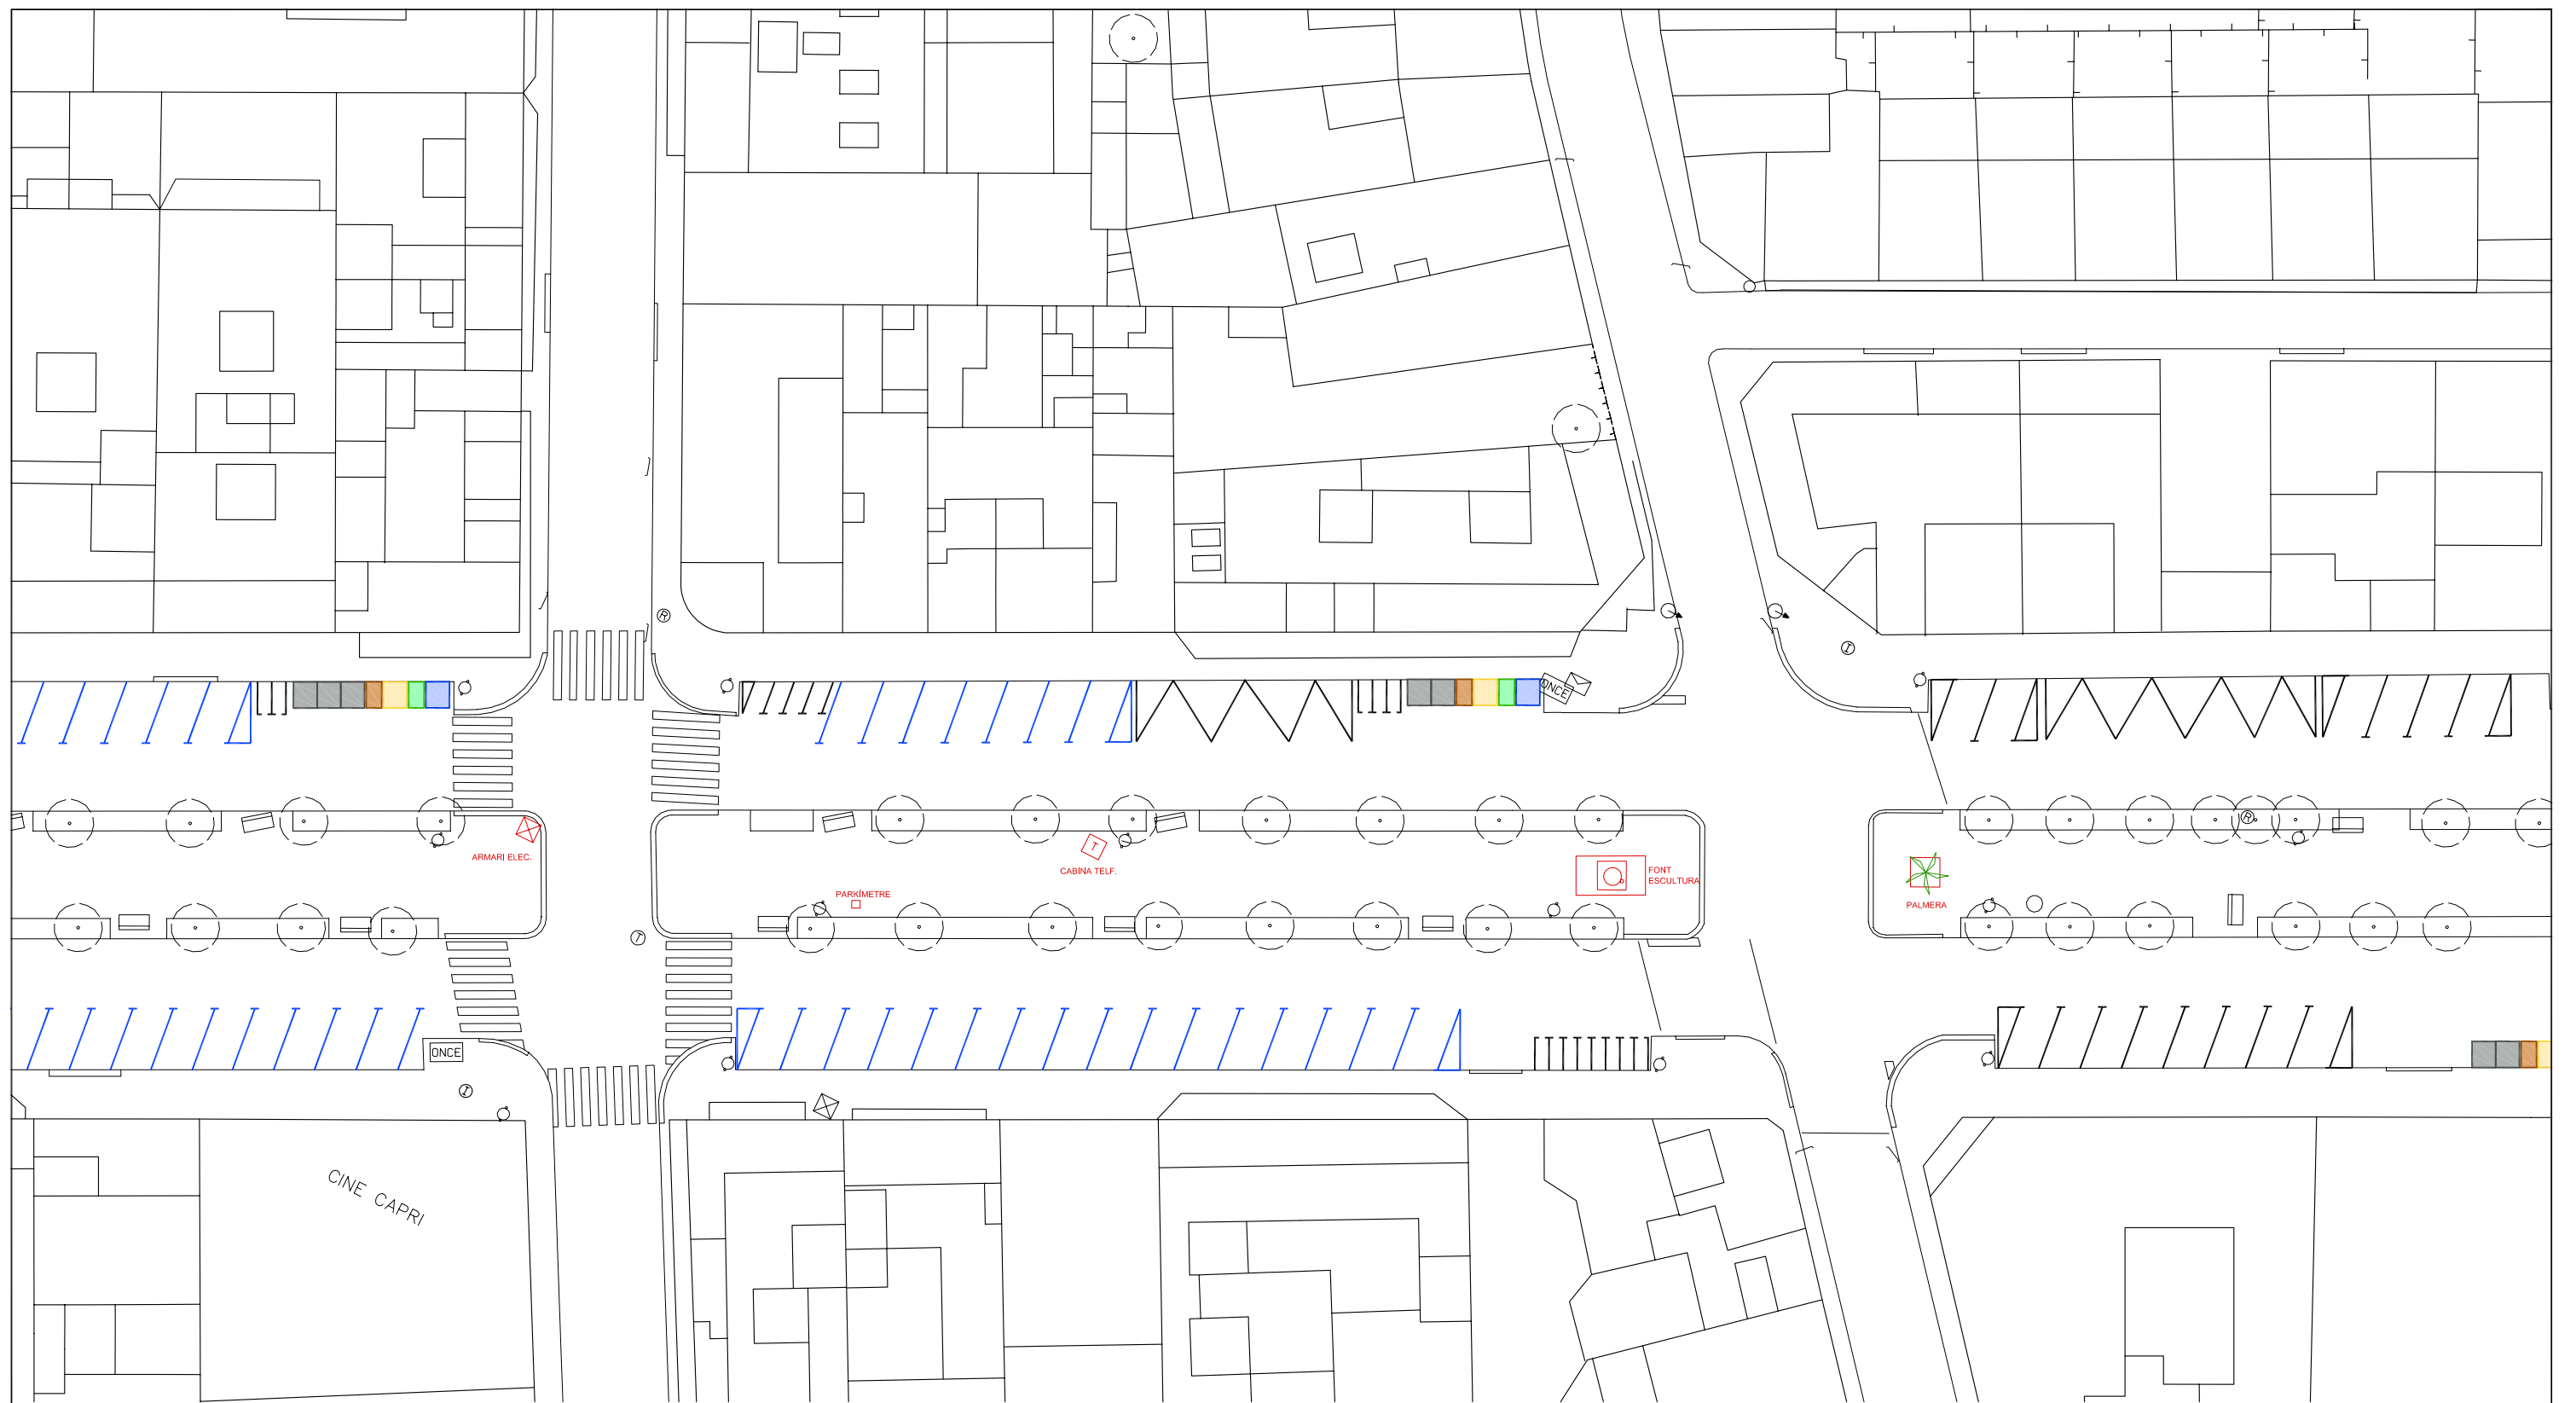 R
I
ONCE
R
ARMARI ELEC.
T
CABINA TELF.
FONT
ESCULTURA
PARKÍMETRE
PALMERA
T
ONCE
I
CINE CAPRI